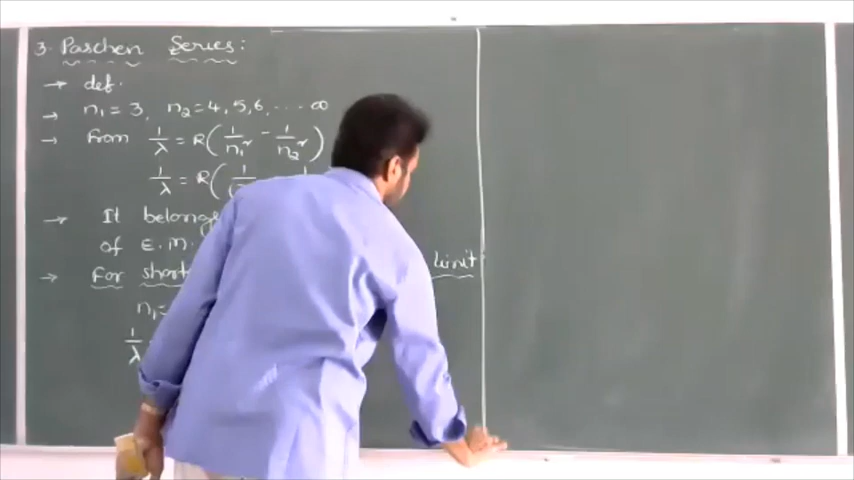 3. Paschen Series:
→ def.
→ n₁ = 3, n₂ = 4, 5, 6, .... ∞
→ From 1/λ = R(1/n₁² - 1/n₂²)
1/λ = R(1/
→ It belongs
of E.M.
→ For short limit
n₁ =
1/λ